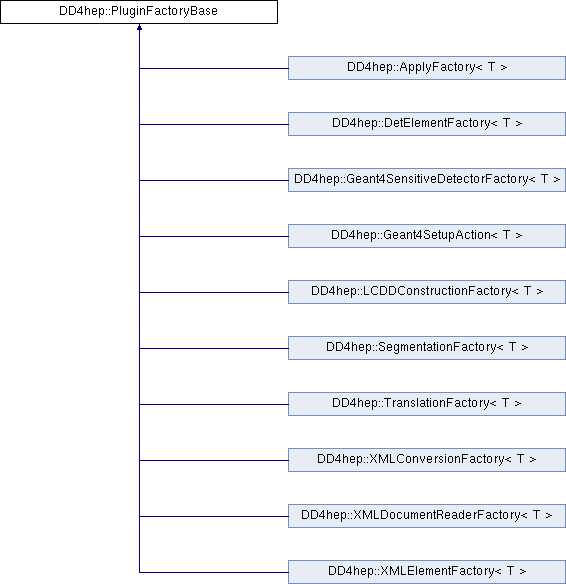 DD4hep::PluginFactoryBase
DD4hep::ApplyFactory< T >
DD4hep::DetElementFactory< T >
DD4hep::Geant4SensitiveDetectorFactory< T >
DD4hep::Geant4SetupAction< T >
DD4hep::LCDDConstructionFactory< T >
DD4hep::SegmentationFactory< T >
DD4hep::TranslationFactory< T >
DD4hep::XMLConversionFactory< T >
DD4hep::XMLDocumentReaderFactory< T >
DD4hep::XMLElementFactory< T >